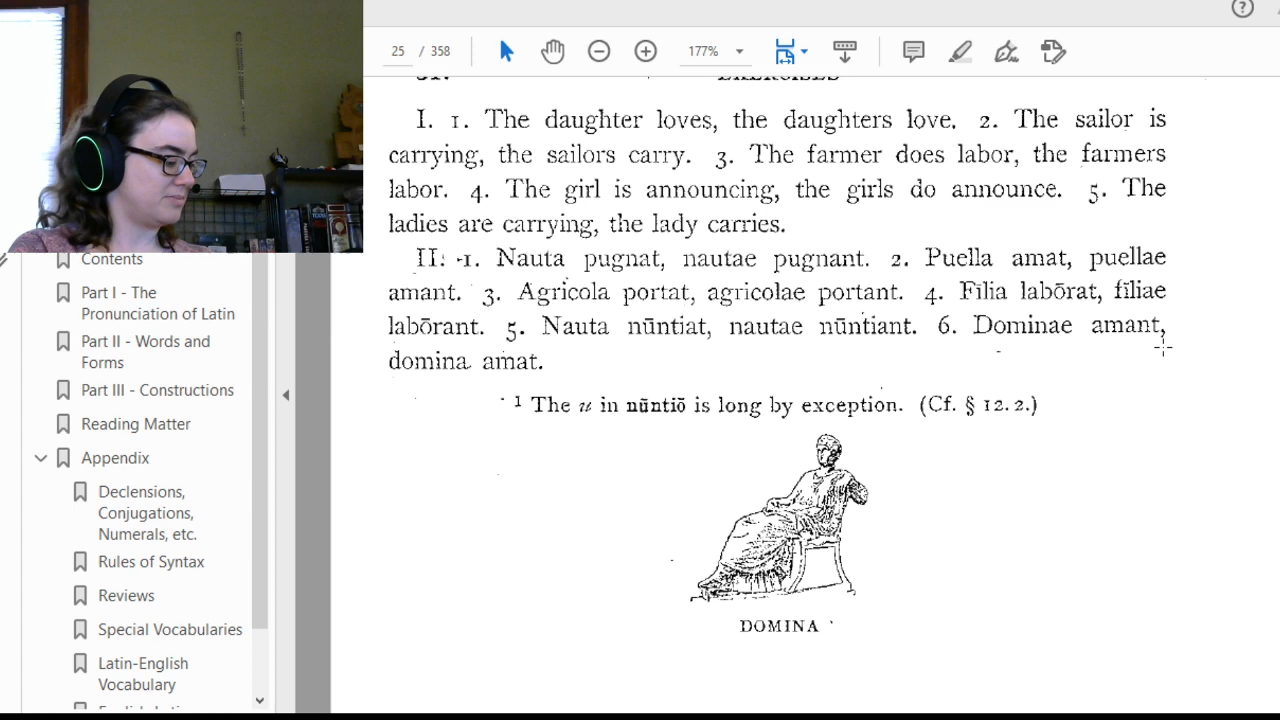 25 / 358
177%
EXERCISES
I. 1. The daughter loves, the daughters love. 2. The sailor is
carrying, the sailors carry. 3. The farmer does labor, the farmers
labor. 4. The girl is announcing, the girls do announce. 5. The
ladies are carrying, the lady carries.
II. 1. Nauta pugnat, nautae pugnant. 2. Puella amat, puellae
amant. 3. Agricola portat, agricolae portant. 4. Fīlia labōrat, fīliae
labōrant. 5. Nauta nūntiat, nautae nūntiant. 6. Dominae amant,
domina amat.
1 The u in nūntiō is long by exception. (Cf. § 12. 2.)
DOMINA
Contents
Part I - The
Pronunciation of Latin
Part II - Words and
Forms
Part III - Constructions
Reading Matter
Appendix
Declensions,
Conjugations,
Numerals, etc.
Rules of Syntax
Reviews
Special Vocabularies
Latin-English
Vocabulary